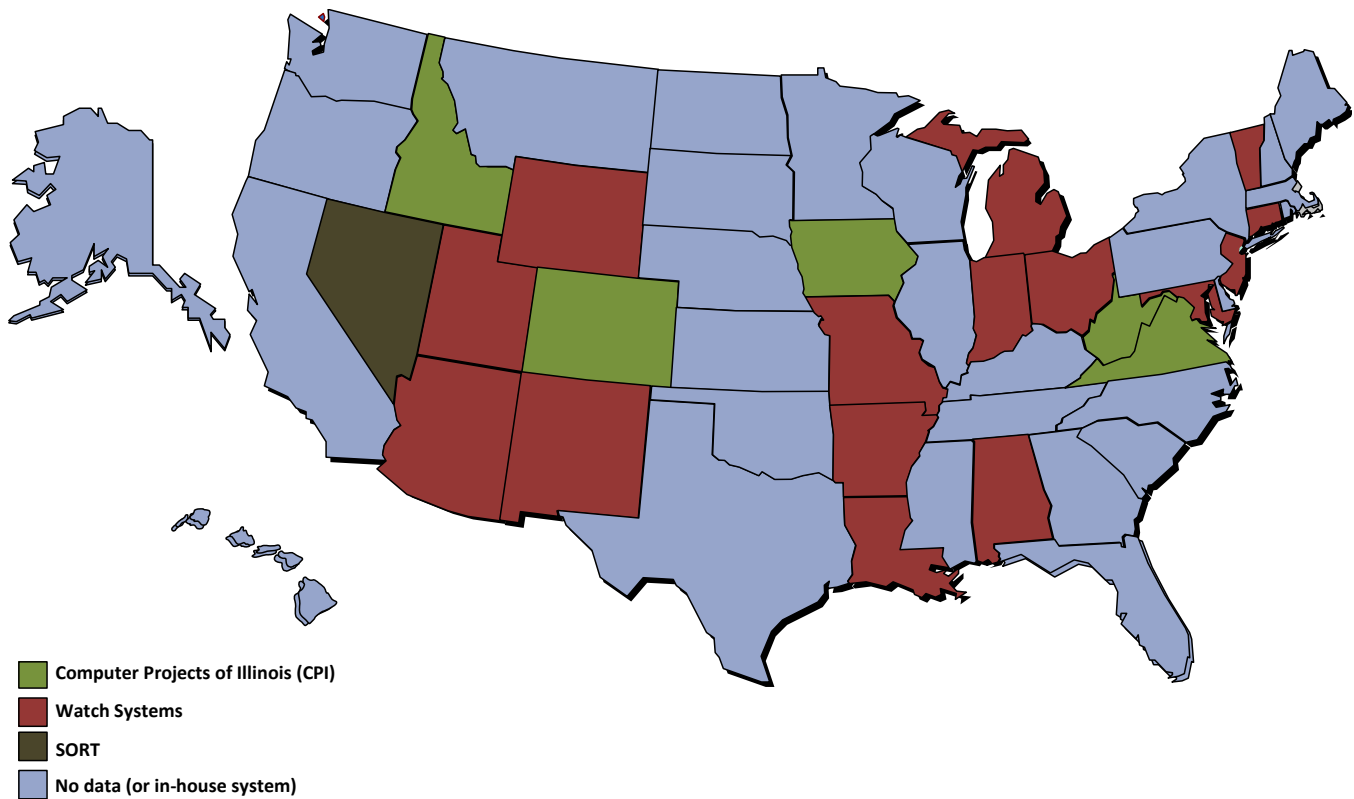 Computer Projects of Illinois (CPI)
Watch Systems
SORT
No data (or in-house system)